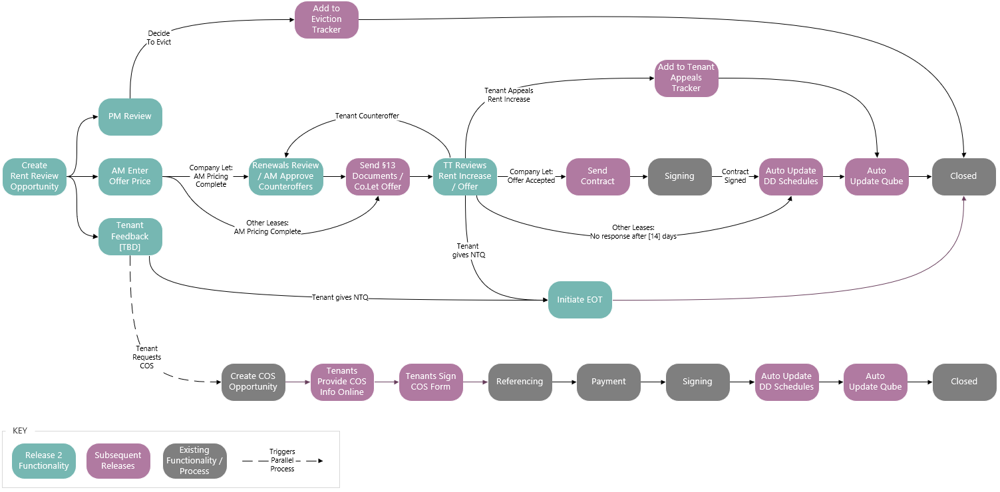 Add to
Eviction
Tracker
Decide
To Evict
Add to Tenant
Appeals
Tracker
Tenant Appeals
Rent Increase
PM Review
Tenant Counteroffer
Create
Rent Review
Opportunity
AM Enter
Offer Price
Company Let:
AM Pricing
Complete
Renewals Review
/ AM Approve
Counteroffers
Send §13
Documents /
Co.Let Offer
TT Reviews
Rent Increase
/ Offer
Company Let:
Offer Accepted
Send
Contract
Signing
Contract
Signed
Auto Update
DD Schedules
Auto
Update Qube
Closed
Other Leases:
AM Pricing Complete
Other Leases:
No response after [14] days
Tenant
Feedback
[TBD]
Tenant
gives NTQ
Tenant gives NTQ
Initiate EOT
Tenant
Requests
COS
Create COS
Opportunity
Tenants
Provide COS
Info Online
Tenants Sign
COS Form
Referencing
Payment
Signing
Auto Update
DD Schedules
Auto
Update Qube
Closed
KEY
Release 2
Functionality
Subsequent
Releases
Existing
Functionality /
Process
Triggers
Parallel
Process